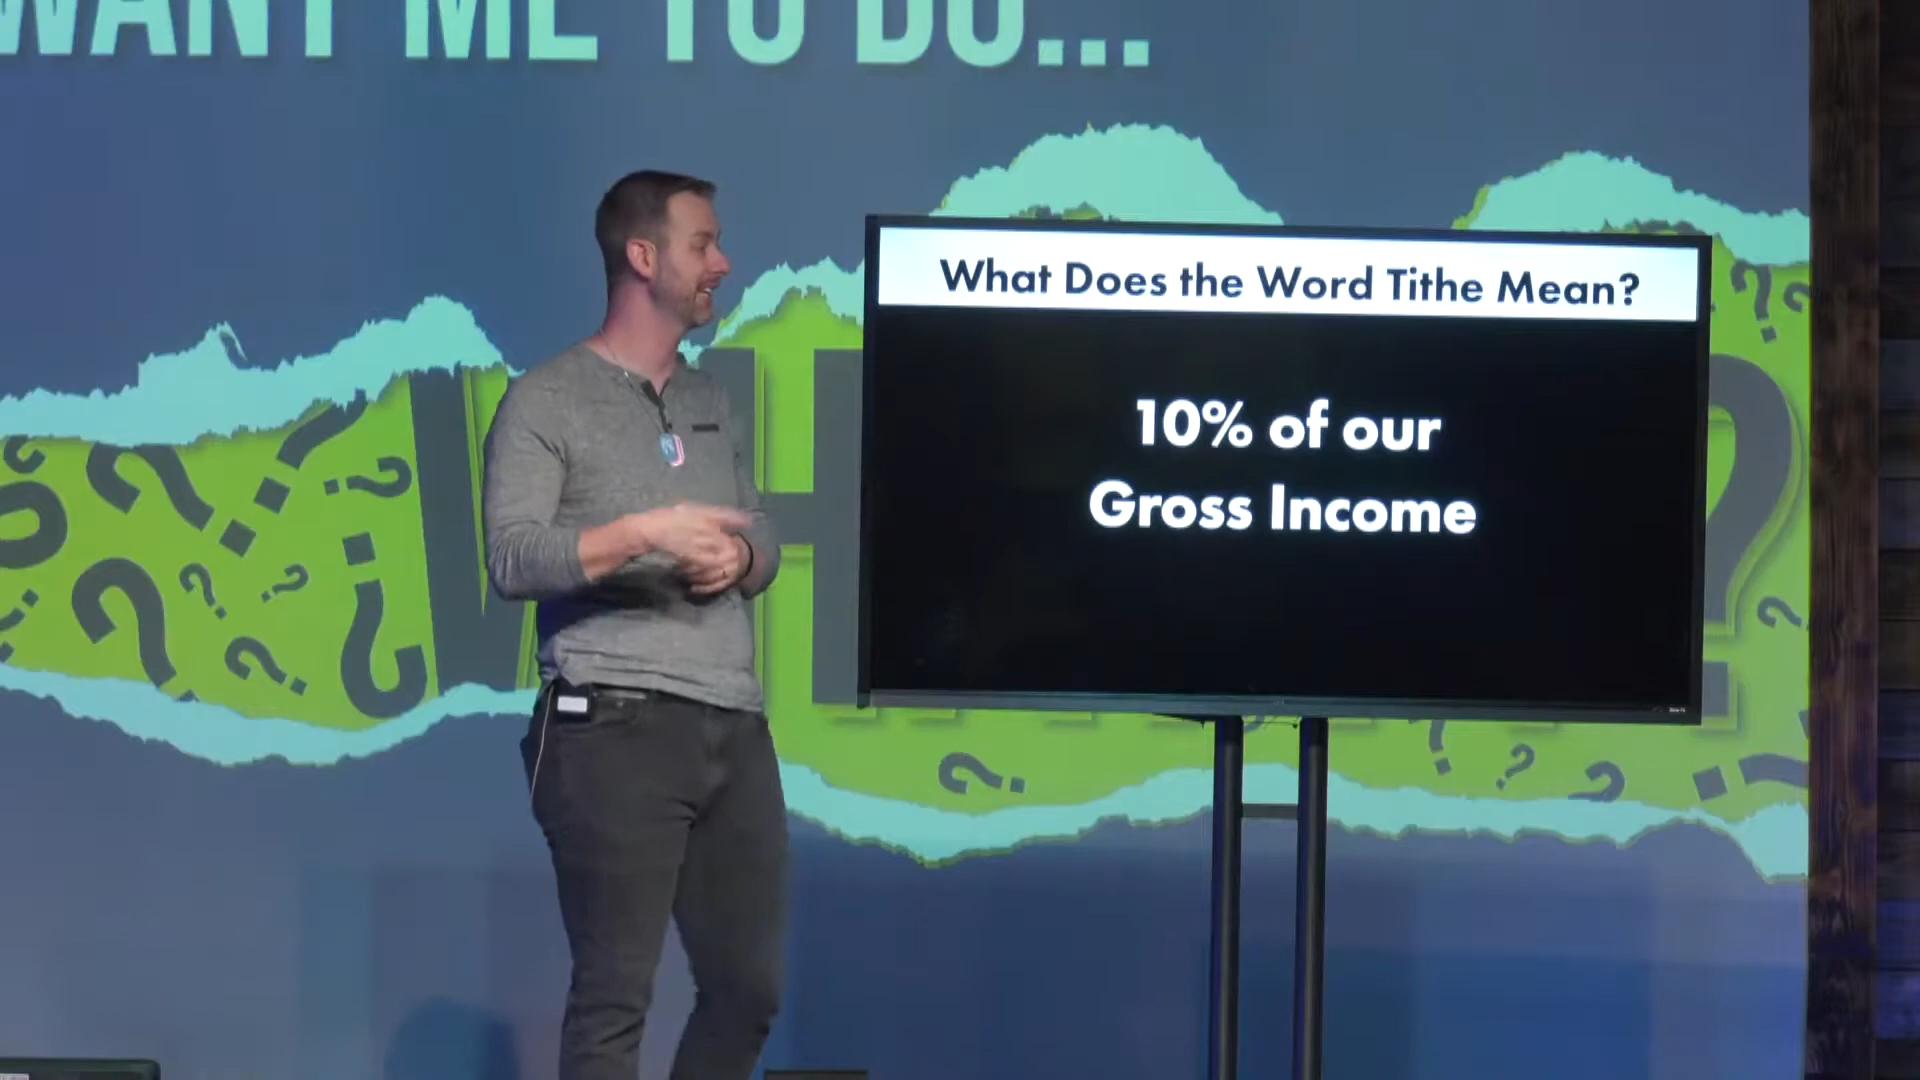 WANT ME TO DO...
What Does the Word Tithe Mean?
10% of our
Gross Income